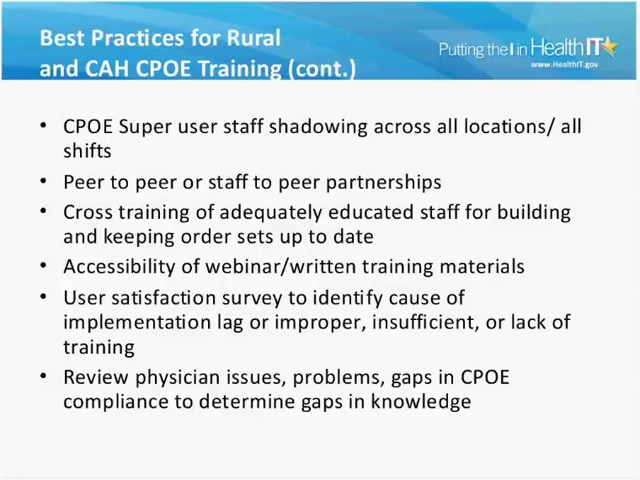 Best Practices for Rural
and CAH CPOE Training (cont.)
Putting the I in Health IT
www.HealthIT.gov
• CPOE Super user staff shadowing across all locations/ all
shifts
• Peer to peer or staff to peer partnerships
• Cross training of adequately educated staff for building
and keeping order sets up to date
• Accessibility of webinar/written training materials
• User satisfaction survey to identify cause of
implementation lag or improper, insufficient, or lack of
training
• Review physician issues, problems, gaps in CPOE
compliance to determine gaps in knowledge